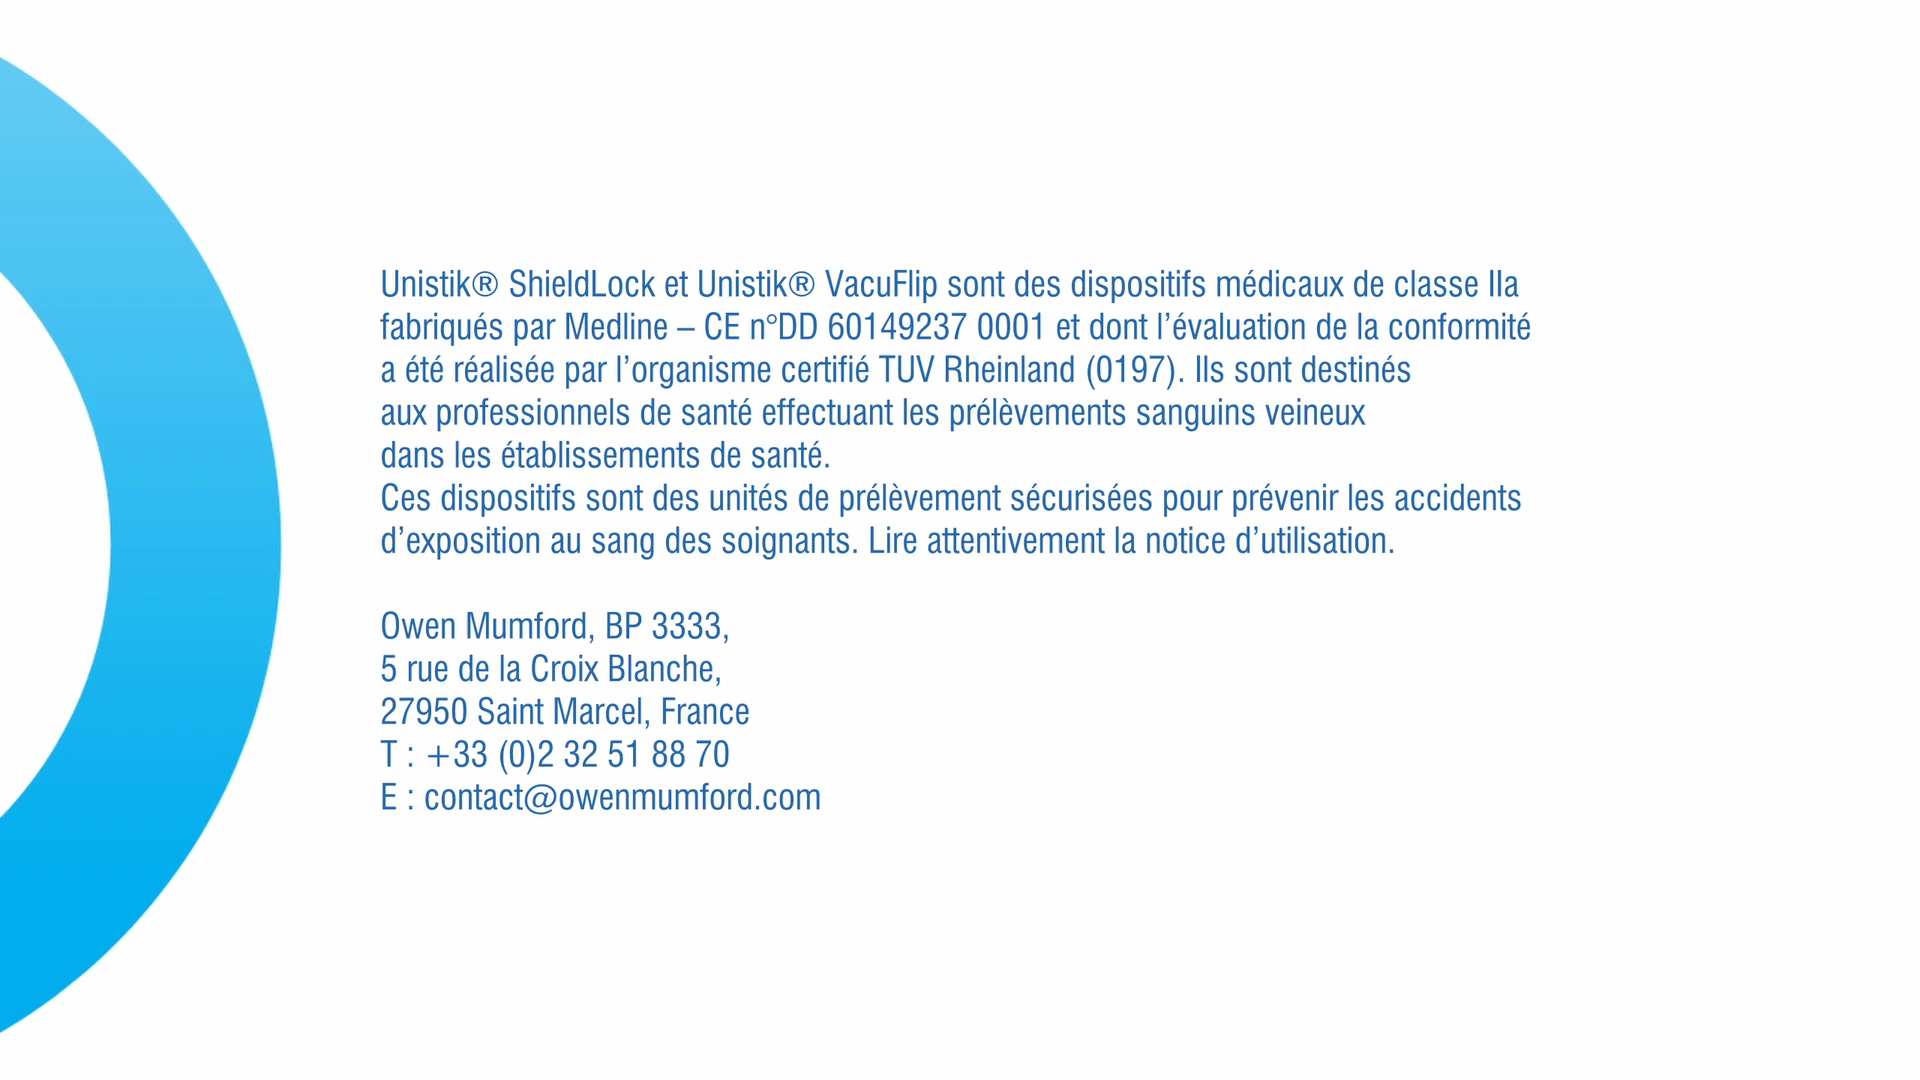 Unistik® ShieldLock et Unistik® VacuFlip sont des dispositifs médicaux de classe IIa
fabriqués par Medline – CE n°DD 60149237 0001 et dont l’évaluation de la conformité
a été réalisée par l’organisme certifié TUV Rheinland (0197). Ils sont destinés
aux professionnels de santé effectuant les prélèvements sanguins veineux
dans les établissements de santé.
Ces dispositifs sont des unités de prélèvement sécurisées pour prévenir les accidents
d’exposition au sang des soignants. Lire attentivement la notice d’utilisation.
Owen Mumford, BP 3333,
5 rue de la Croix Blanche,
27950 Saint Marcel, France
T : +33 (0)2 32 51 88 70
E : contact@owenmumford.com